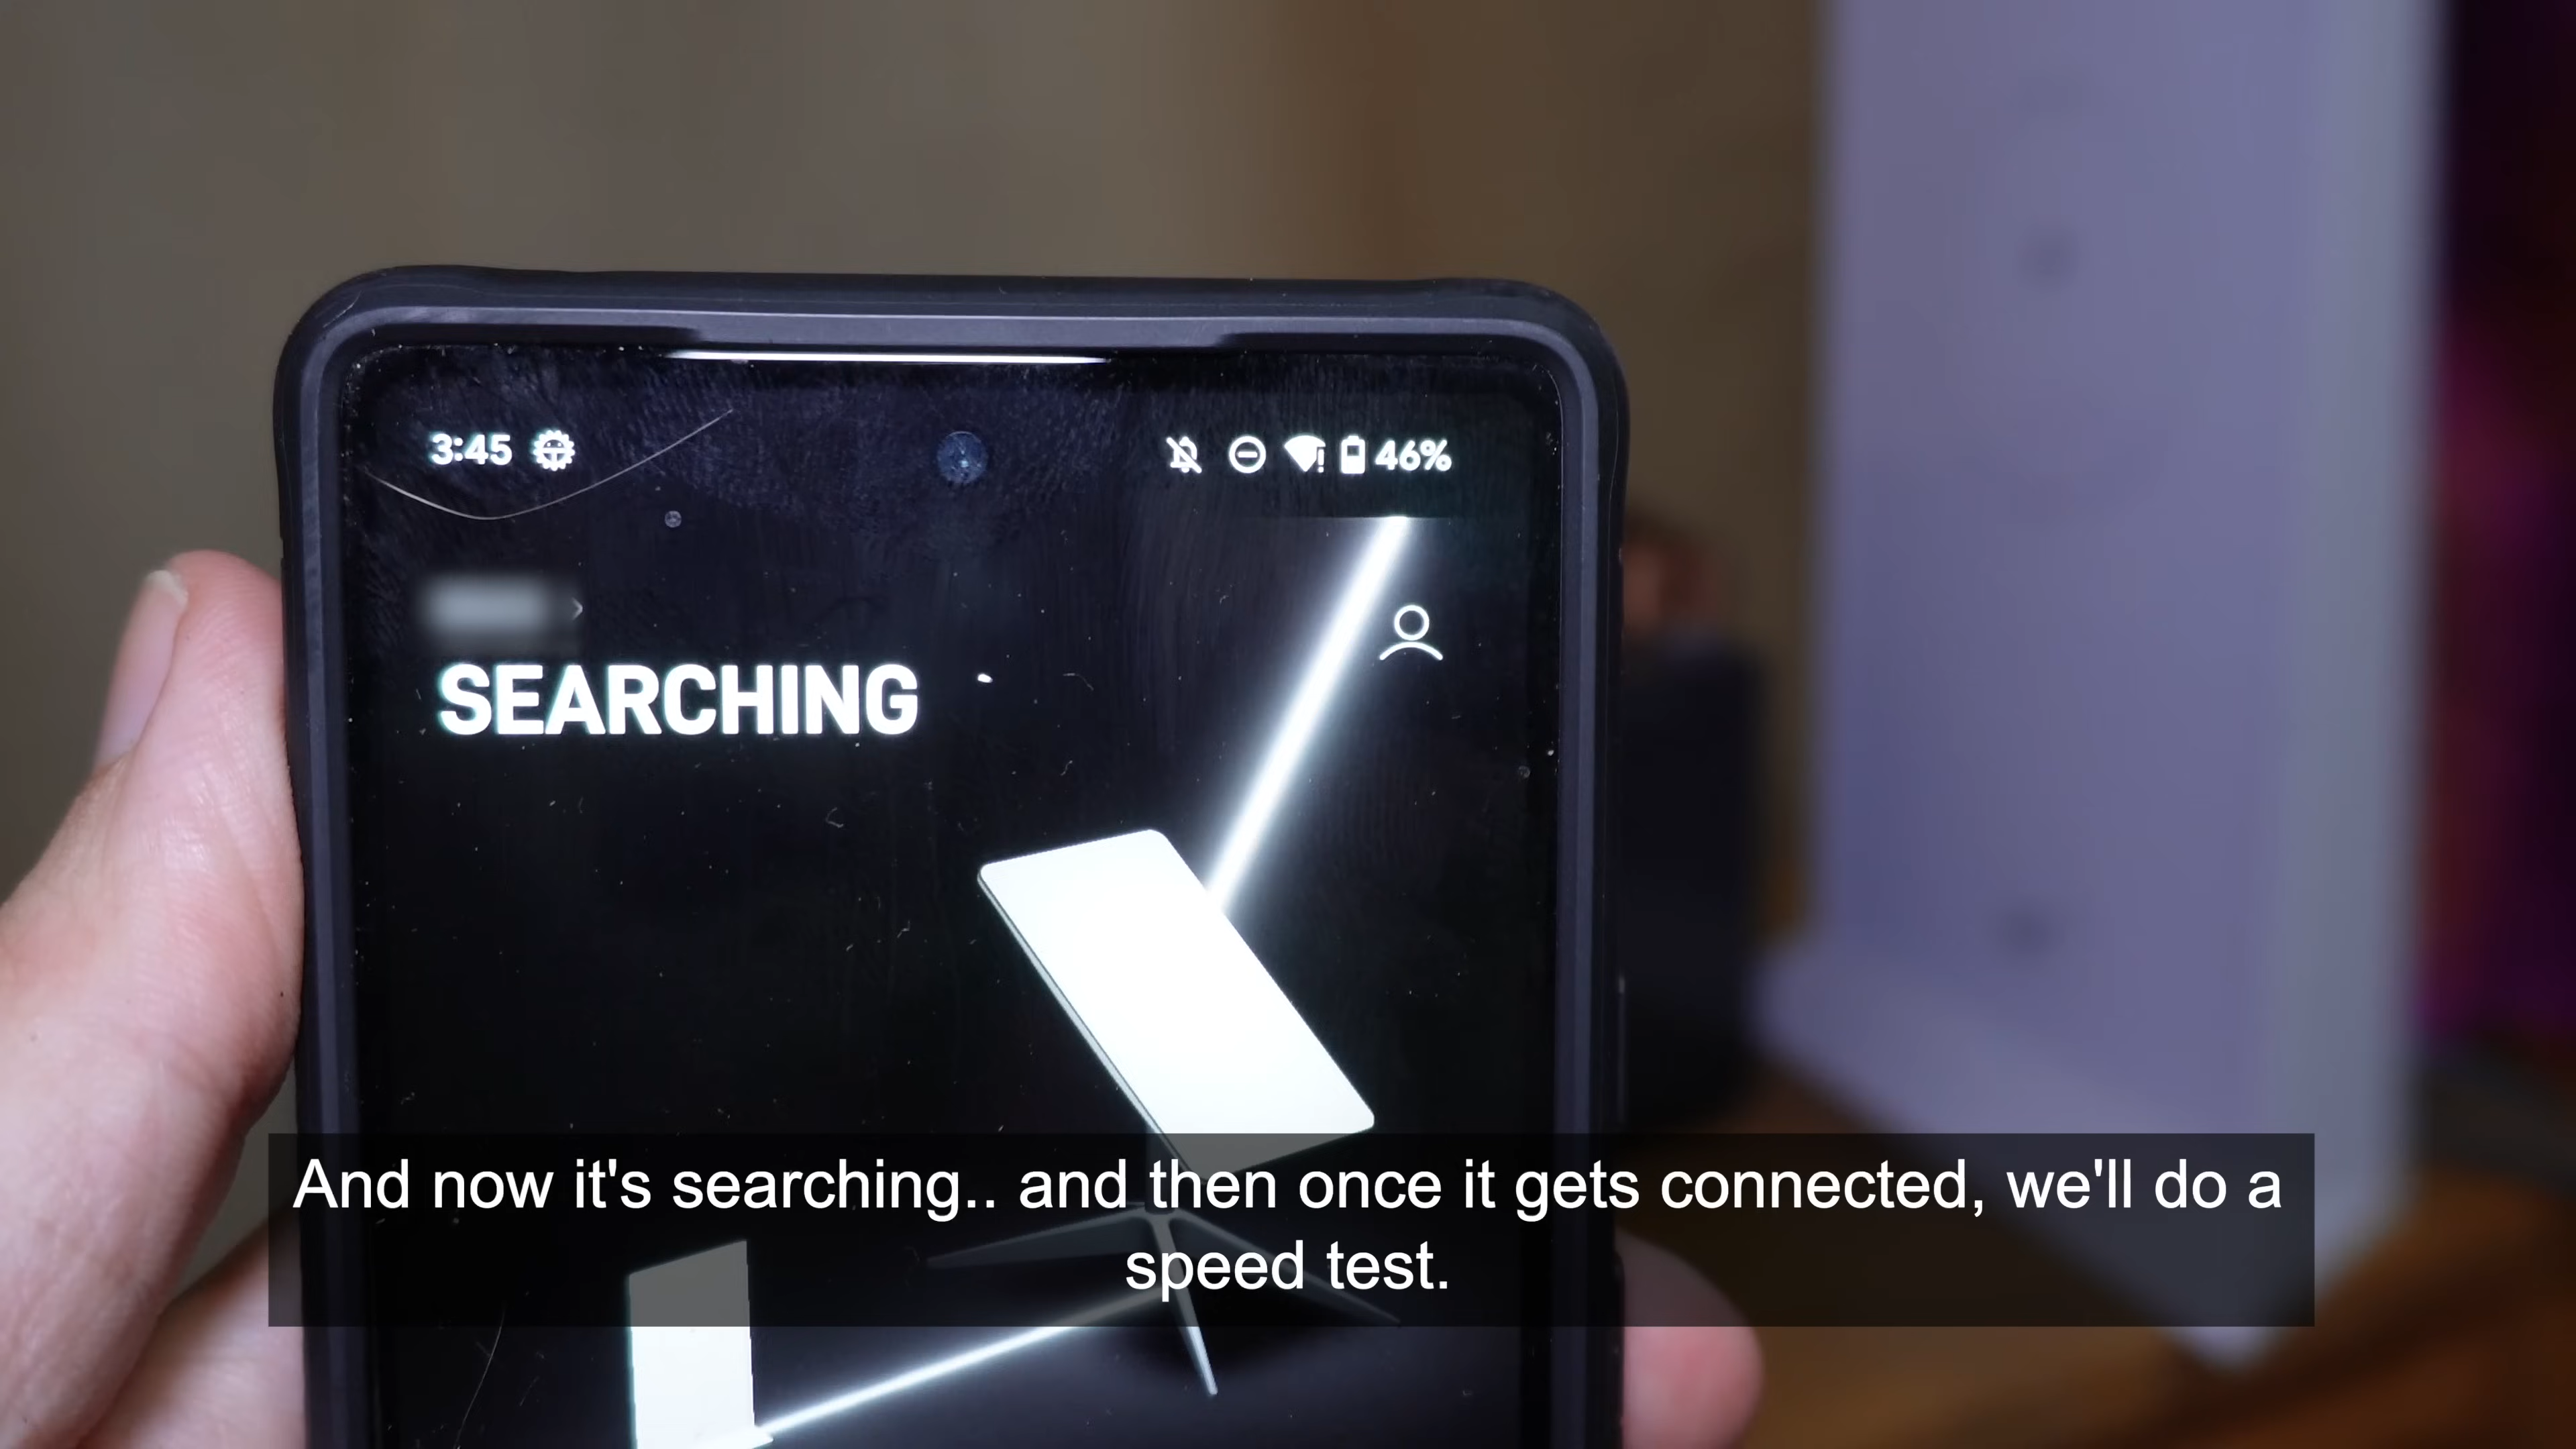 3:45
46%
SEARCHING
And now it's searching.. and then once it gets connected, we'll do a
speed test.